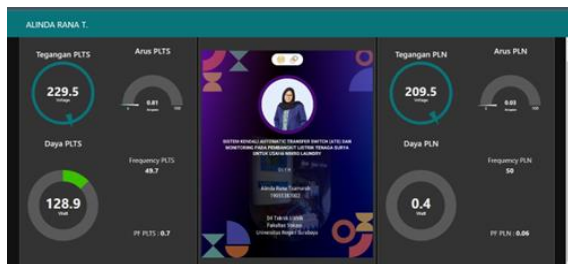 ALINDA RANA T.
Tegangan PLTS
Arus PLTS
229.5
Voltage
0.81
Daya PLTS
Frequency PLTS
49.7
128.9
Watt
PF PLTS : 0.7
SISTEM KENDALI AUTOMATIC TRANSFER SWITCH (ATS) DAN
MONITORING PADA PEMBANGKIT LISTRIK TENAGA SURYA
UNTUK USAHA MIKRO LAUNDRY
Alinda Rana
D4 Teknik Listrik
Fakultas Vokasi
Universitas Negeri Surabaya
Tegangan PLN
Arus PLN
209.5
Voltage
0.03
Daya PLN
Frequency PLN
50
0.4
Watt
PF PLN : 0.06